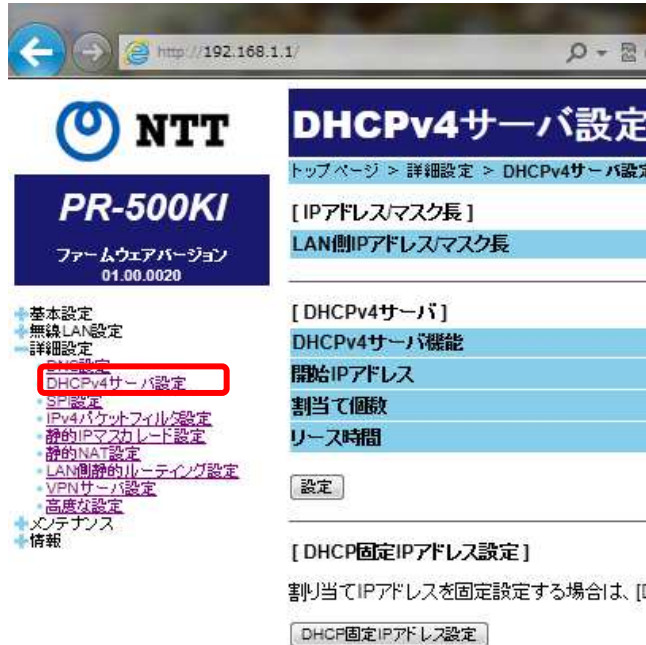 http://192.168.1.1/
NTT
PR-500KI
ファームウェアバージョン
01.00.0020
基本設定
無線LAN設定
詳細設定
DNS設定
DHCPv4サーバ設定
SPI設定
IPv4パケットフィルタ設定
静的IPマスカレード設定
静的NAT設定
LAN側静的ルーティング設定
VPNサーバ設定
高度な設定
メンテナンス
情報
DHCPv4サーバ設定
トップページ > 詳細設定 > DHCPv4サーバ設定
[ IPアドレス/マスク長 ]
LAN側IPアドレス/マスク長
[ DHCPv4サーバ ]
DHCPv4サーバ機能
開始IPアドレス
割当て個数
リース時間
設定
[ DHCP固定IPアドレス設定 ]
割り当てIPアドレスを固定設定する場合は、[D
DHCP固定IPアドレス設定